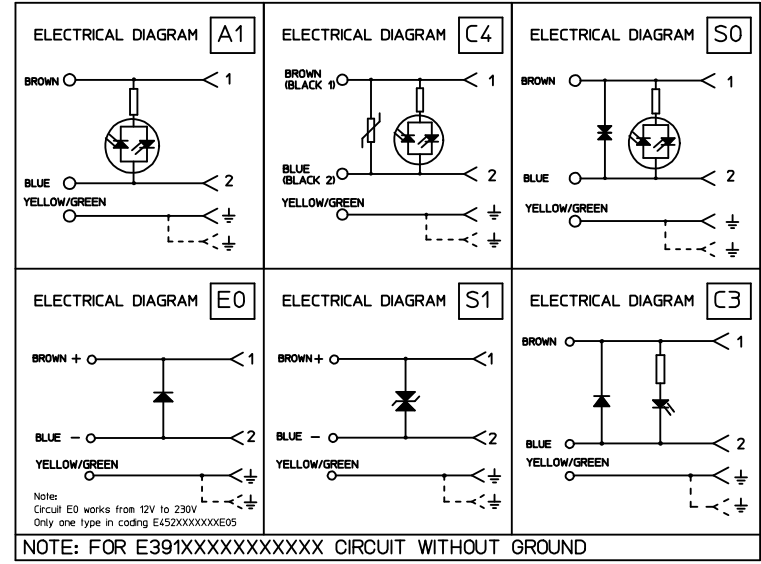 ELECTRICAL DIAGRAM A1
BROWN 1
BLUE 2
YELLOW/GREEN
ELECTRICAL DIAGRAM C4
BROWN
(BLACK 1) 1
BLUE
(BLACK 2) 2
YELLOW/GREEN
ELECTRICAL DIAGRAM S0
BROWN 1
BLUE 2
YELLOW/GREEN
ELECTRICAL DIAGRAM E0
BROWN + 1
BLUE - 2
YELLOW/GREEN
Note:
Circuit E0 works from 12V to 230V
Only one type in coding E452XXXXXXXE05
ELECTRICAL DIAGRAM S1
BROWN + 1
BLUE - 2
YELLOW/GREEN
ELECTRICAL DIAGRAM C3
BROWN 1
BLUE 2
YELLOW/GREEN
NOTE: FOR E391XXXXXXXXXXX CIRCUIT WITHOUT GROUND